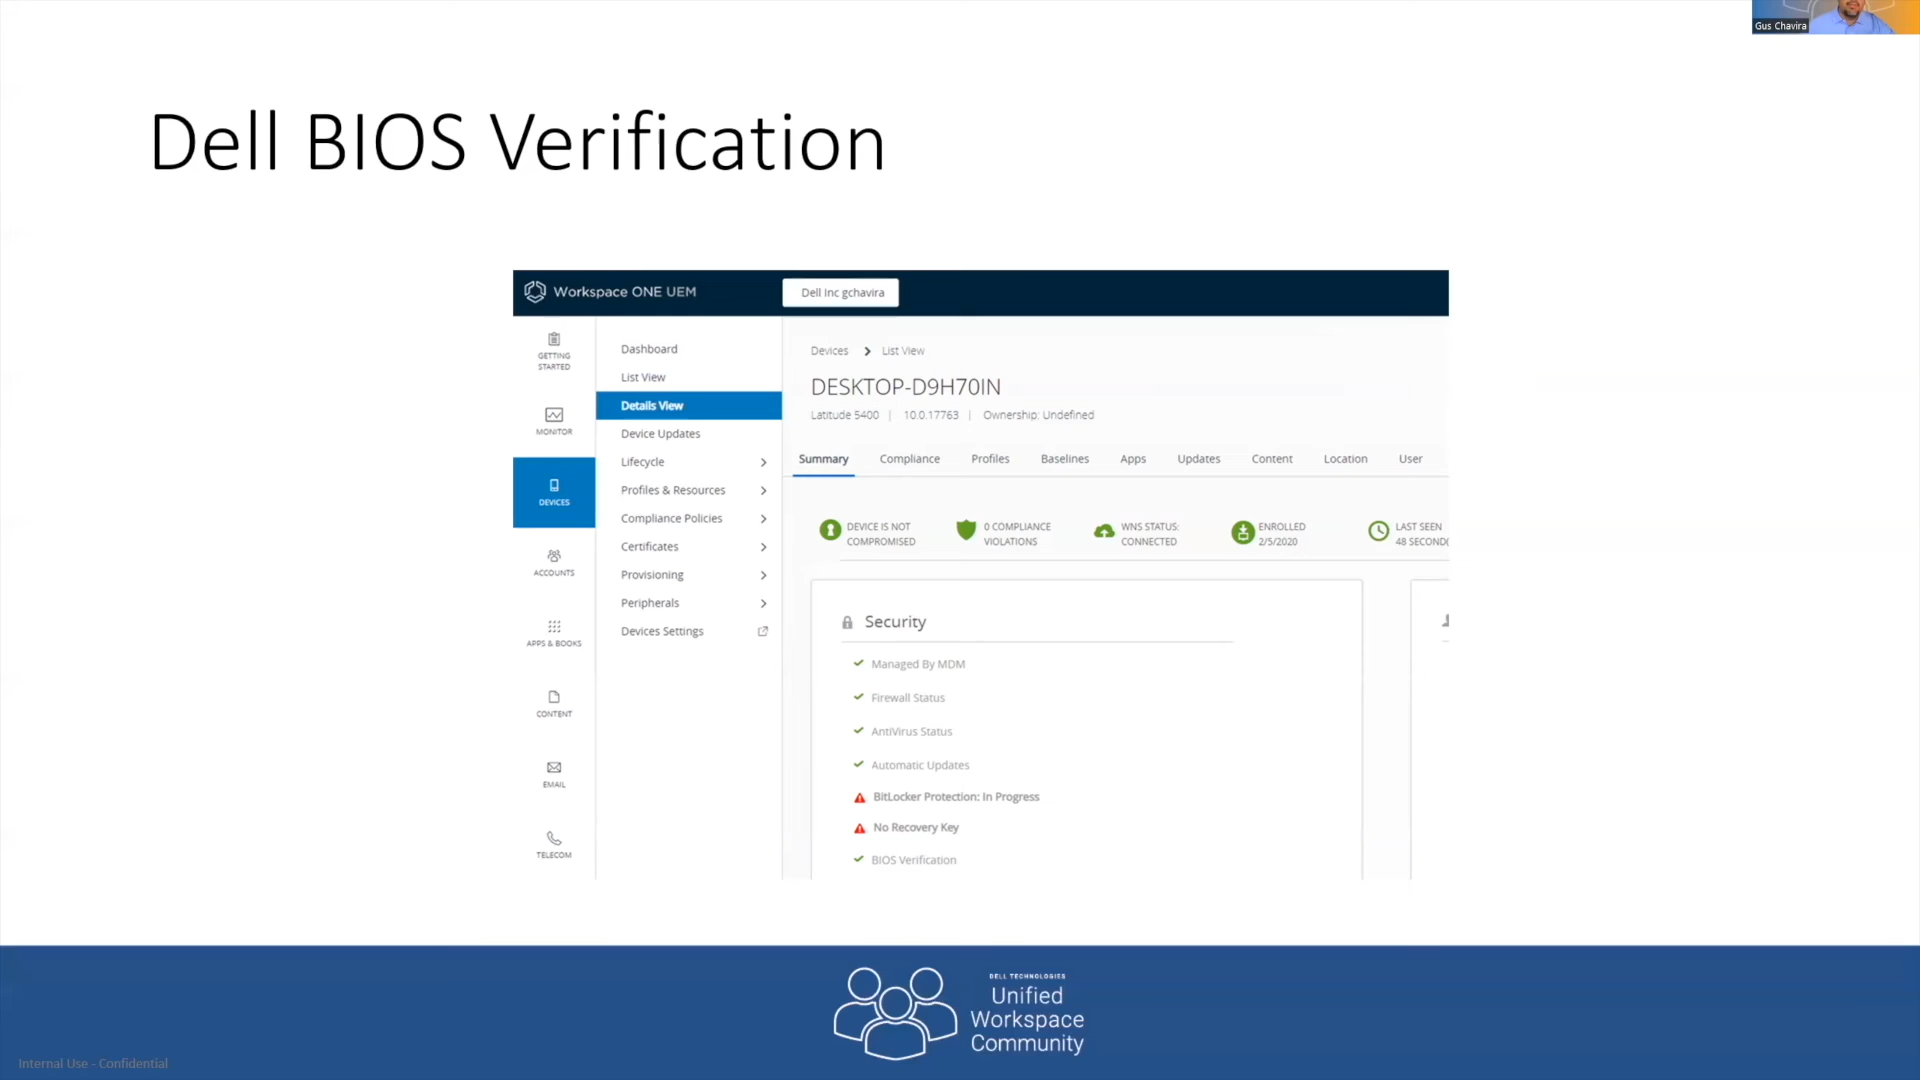 Gus Chavira
Dell BIOS Verification
Workspace ONE UEM
Dell Inc gchavira
GETTING
STARTED
MONITOR
DEVICES
ACCOUNTS
APPS & BOOKS
CONTENT
EMAIL
TELECOM
Dashboard
List View
Details View
Device Updates
Lifecycle
Profiles & Resources
Compliance Policies
Certificates
Provisioning
Peripherals
Devices Settings
Devices > List View
DESKTOP-D9H70IN
Latitude 5400 | 10.0.17763 | Ownership: Undefined
Summary Compliance Profiles Baselines Apps Updates Content Location User
DEVICE IS NOT
COMPROMISED
0 COMPLIANCE
VIOLATIONS
WNS STATUS:
CONNECTED
ENROLLED
2/5/2020
LAST SEEN
48 SECOND(
Security
Managed By MDM
Firewall Status
AntiVirus Status
Automatic Updates
BitLocker Protection: In Progress
No Recovery Key
BIOS Verification
DELL TECHNOLOGIES
Unified
Workspace
Community
Internal Use - Confidential